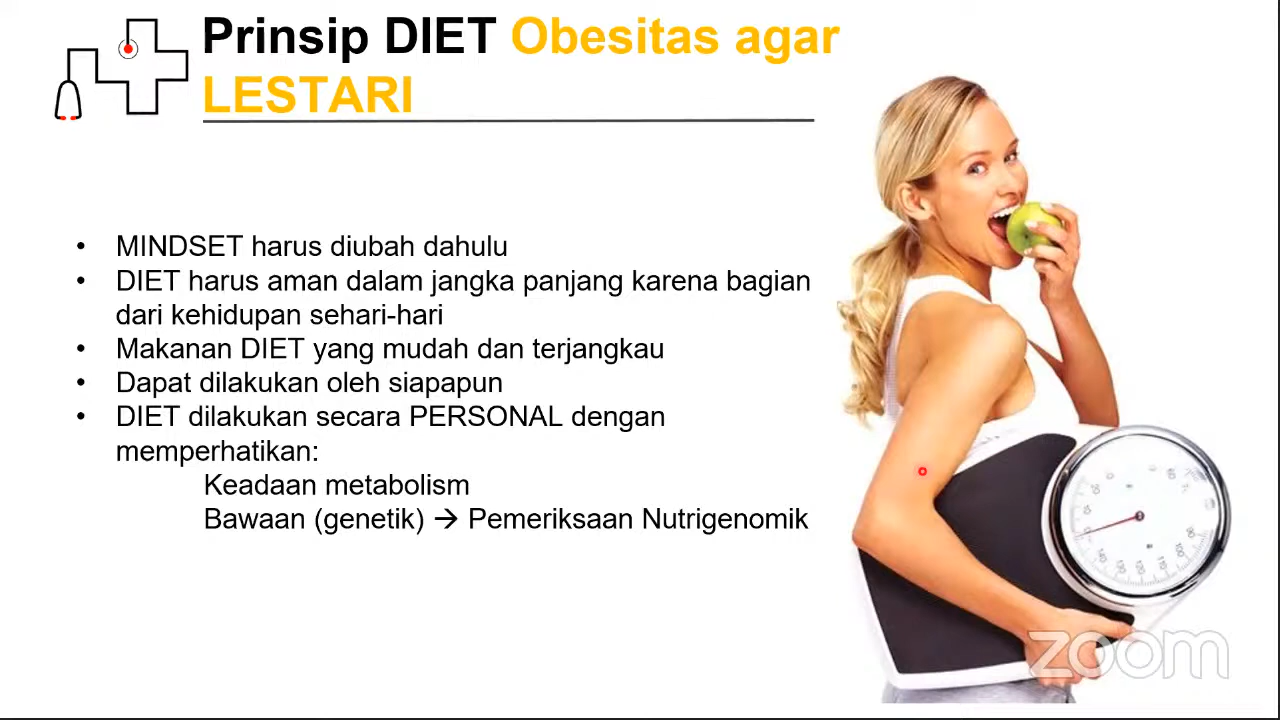 Prinsip DIET Obesitas agar
LESTARI
• MINDSET harus diubah dahulu
• DIET harus aman dalam jangka panjang karena bagian
dari kehidupan sehari-hari
• Makanan DIET yang mudah dan terjangkau
• Dapat dilakukan oleh siapapun
• DIET dilakukan secara PERSONAL dengan
memperhatikan:
Keadaan metabolism
Bawaan (genetik) → Pemeriksaan Nutrigenomik
zoom